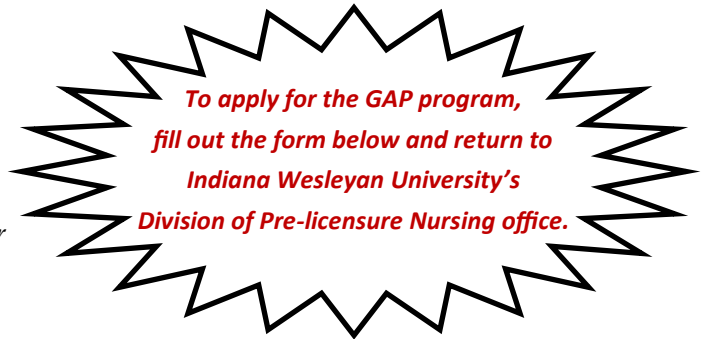 To apply for the GAP program,
fill out the form below and return to
Indiana Wesleyan University’s
Division of Pre-licensure Nursing office.
r